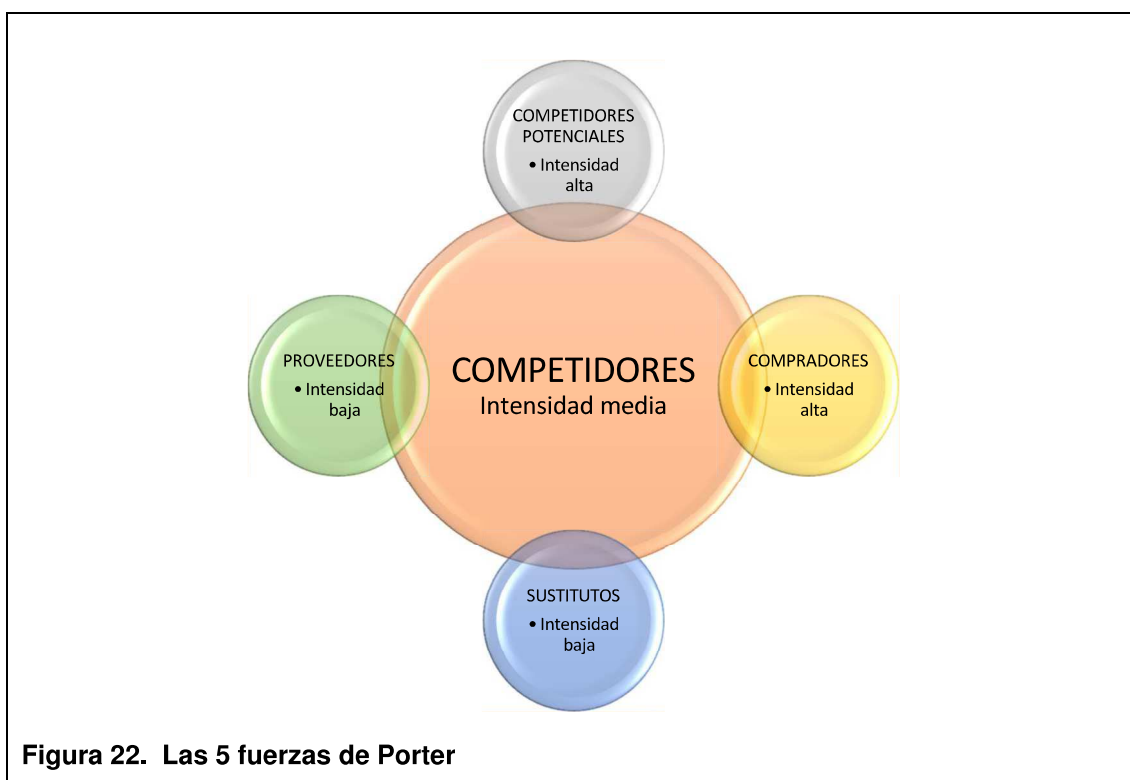 COMPETIDORES
POTENCIALES
• Intensidad
alta
PROVEEDORES
• Intensidad
baja
COMPETIDORES
Intensidad media
COMPRADORES
• Intensidad
alta
SUSTITUTOS
• Intensidad
baja
Figura 22. Las 5 fuerzas de Porter